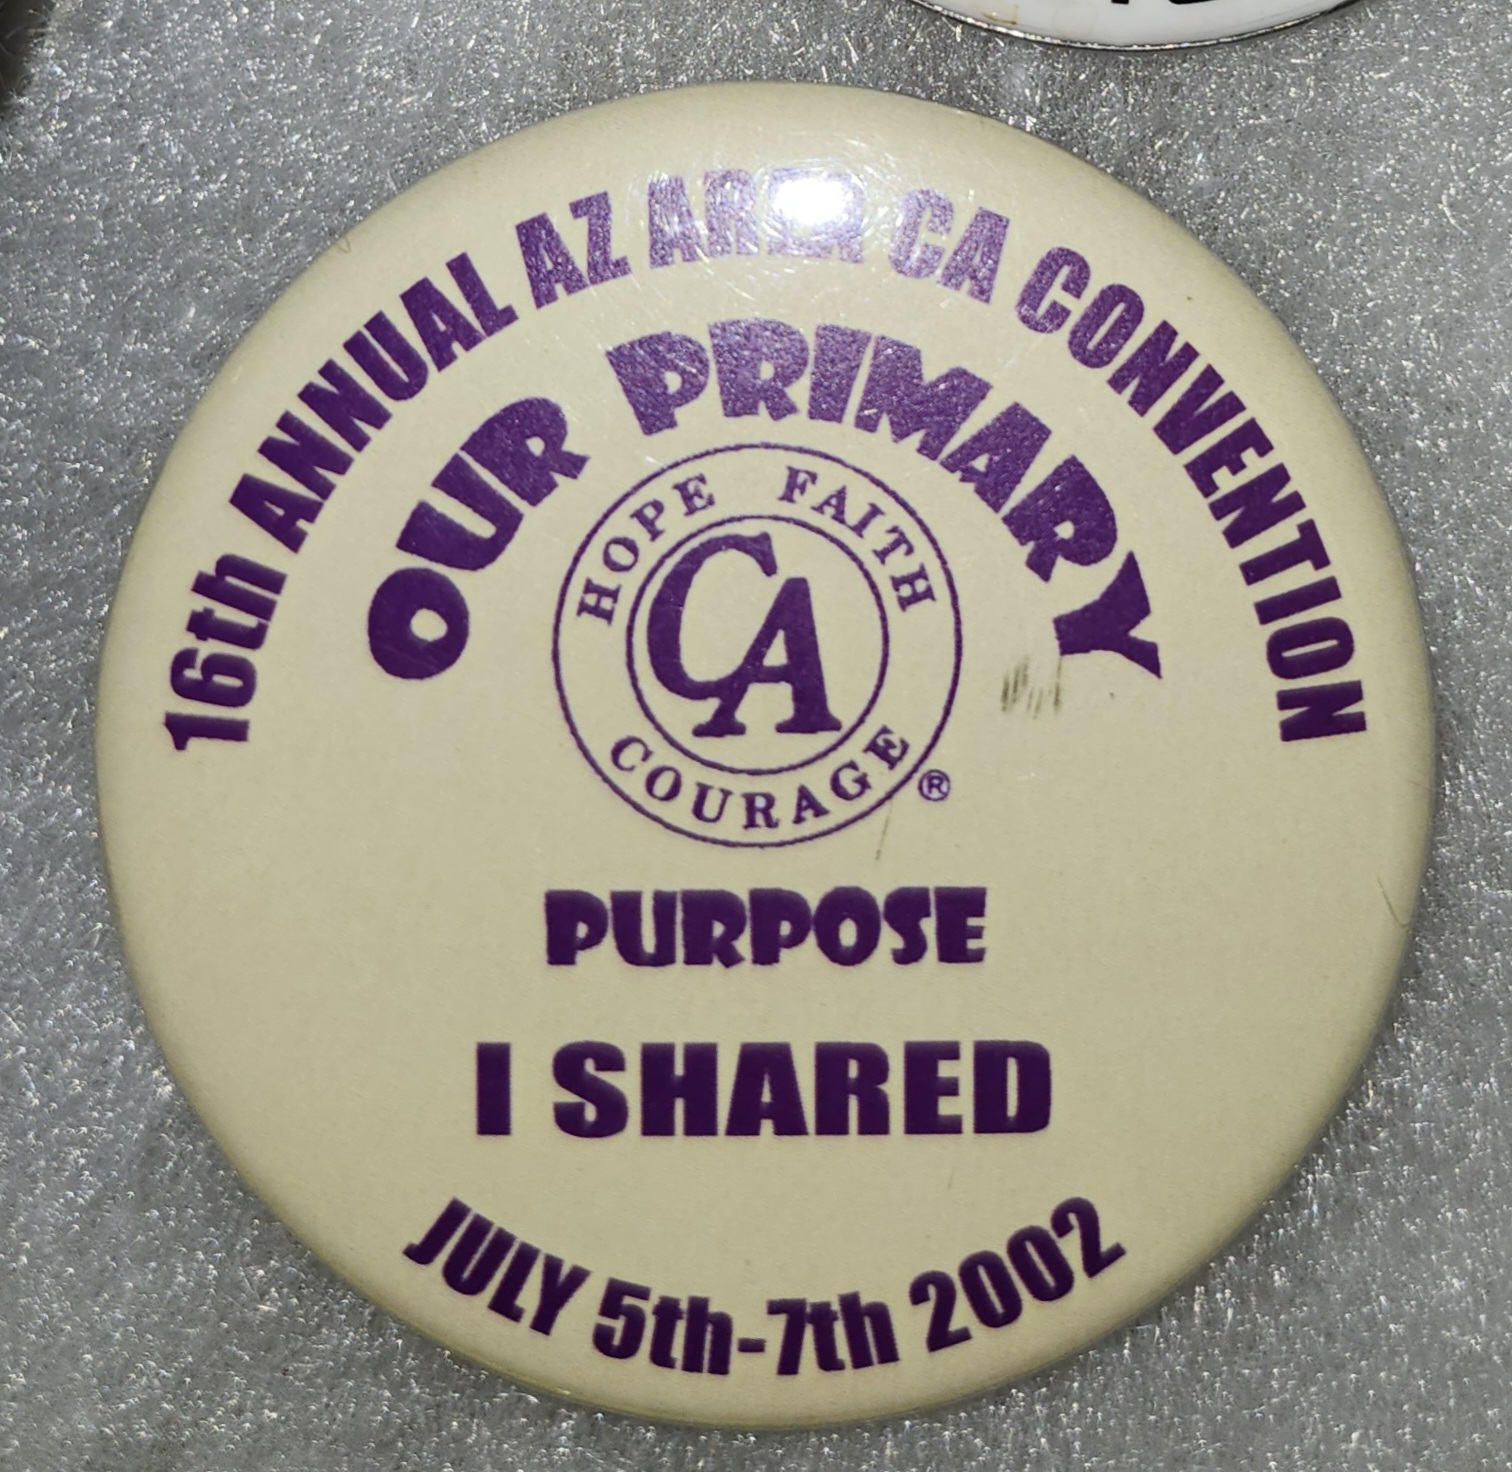 16th ANNUAL AZ AREA CA CONVENTION
OUR PRIMARY
HOPE FAITH
CA
COURAGE
®
PURPOSE
I SHARED
JULY 5th-7th 2002